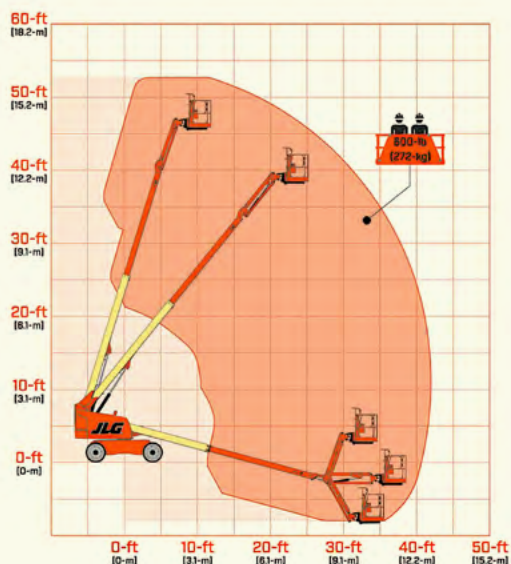 60-ft
[18.2-m]
50-ft
[15.2-m]
40-ft
[12.2-m]
30-ft
[9.1-m]
20-ft
[6.1-m]
10-ft
[3.1-m]
0-ft
[0-m]
600-lb
(272-kg)
JLG
0-ft
[0-m]
10-ft
[3.1-m]
20-ft
[6.1-m]
30-ft
[9.1-m]
40-ft
[12.2-m]
50-ft
[15.2-m]